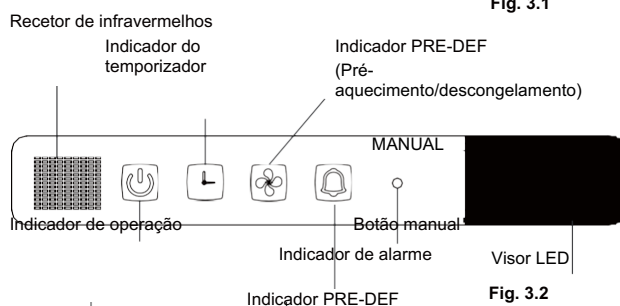 Fig. 3.1
Recetor de infravermelhos
Indicador do
temporizador
Indicador PRE-DEF
(Pré-
aquecimento/descongelamento)
MANUAL
Indicador de operação
Botão manual
Indicador de alarme
Visor LED
Indicador PRE-DEF
Fig. 3.2